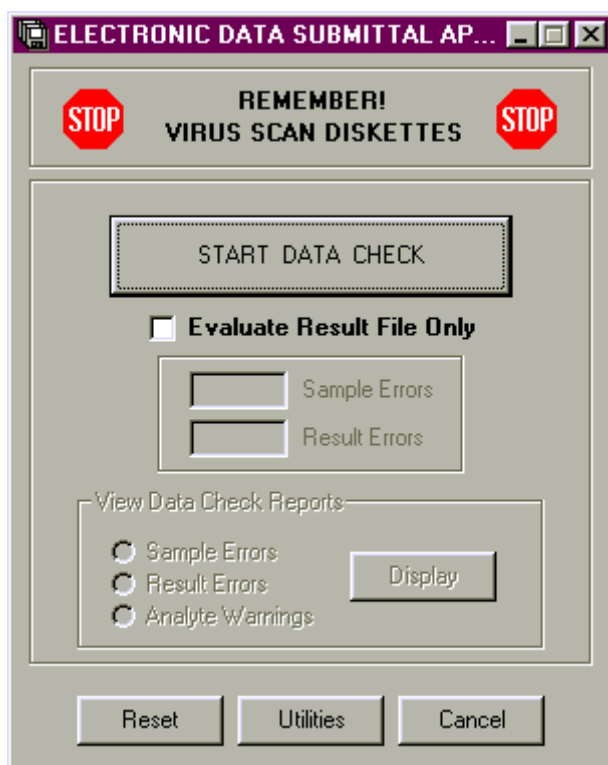 ELECTRONIC DATA SUBMITTAL AP...
STOP
REMEMBER!
VIRUS SCAN DISKETTES
STOP
START DATA CHECK
Evaluate Result File Only
Sample Errors
Result Errors
View Data Check Reports
Sample Errors
Result Errors
Analyte Warnings
Display
Reset
Utilities
Cancel